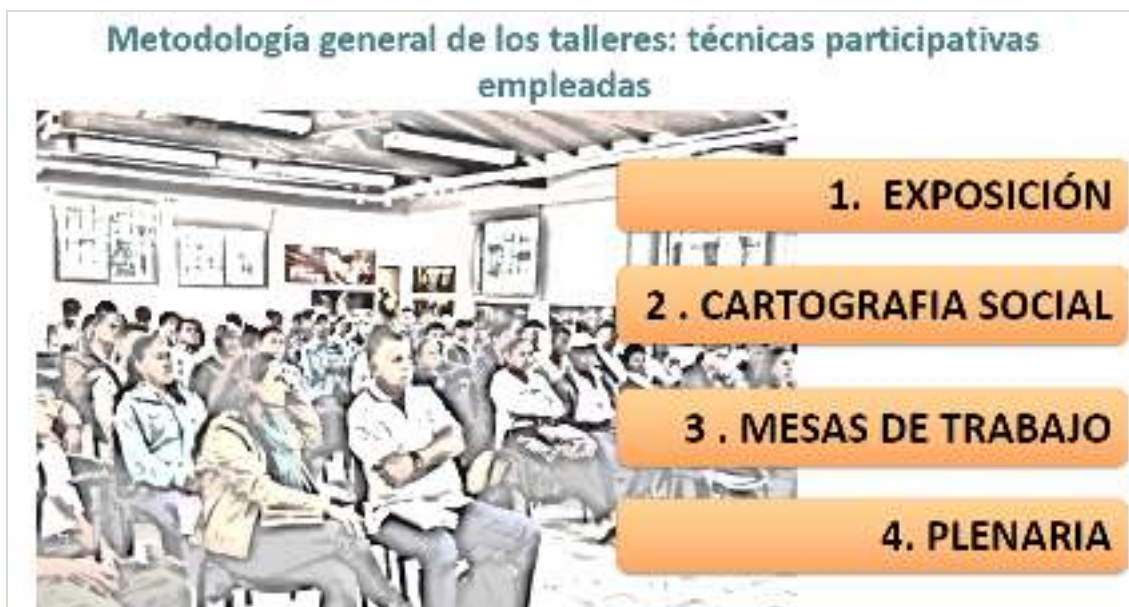 Metodología general de los talleres: técnicas participativas
empleadas
1. EXPOSICIÓN
2 . CARTOGRAFIA SOCIAL
3 . MESAS DE TRABAJO
4. PLENARIA